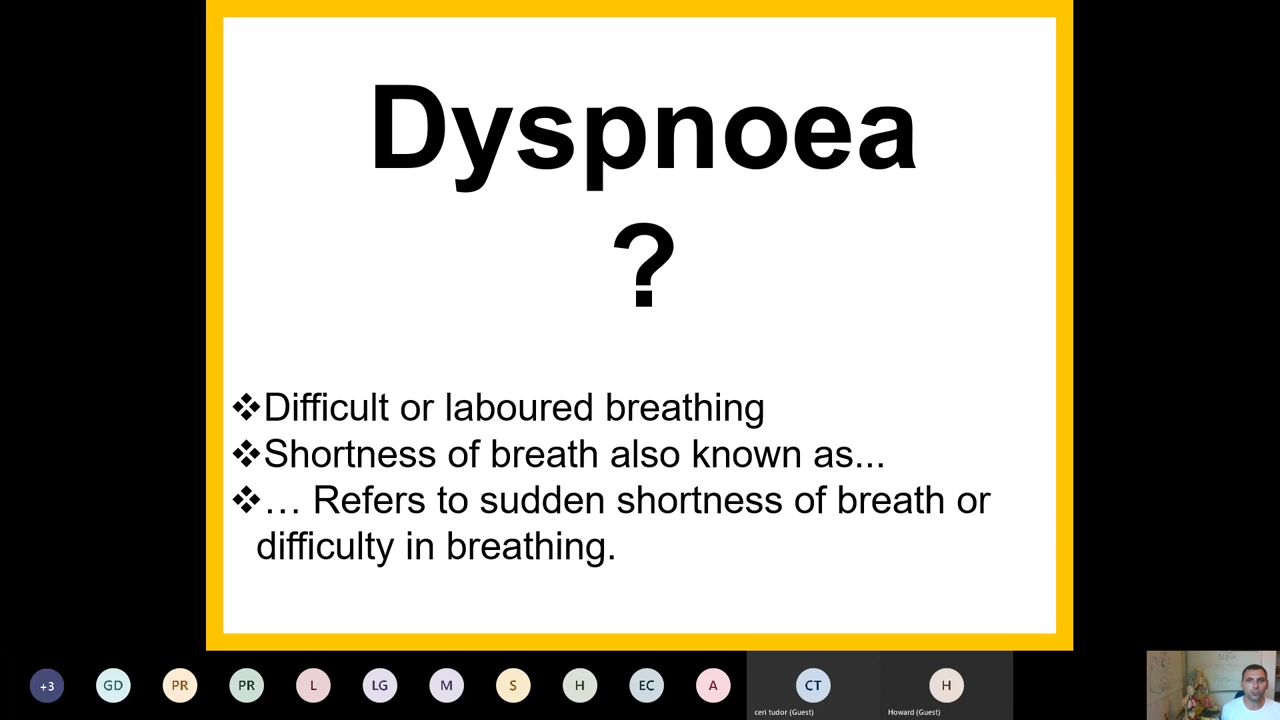 Dyspnoea
?
❖Difficult or laboured breathing
❖Shortness of breath also known as...
❖… Refers to sudden shortness of breath or
difficulty in breathing.
+3
GD
PR
PR
L
LG
M
S
H
EC
A
CT
H
ceri tudor (Guest)
Howard (Guest)